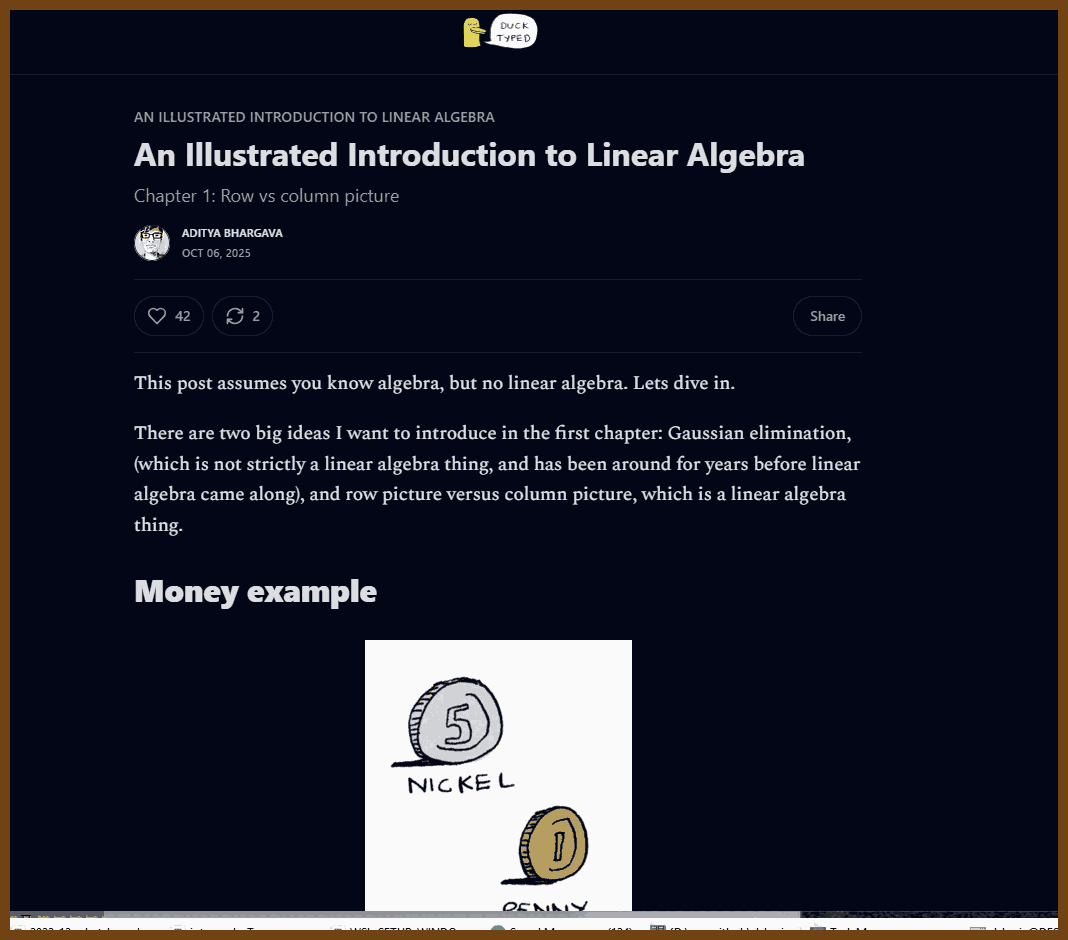 DUCK
TYPED
AN ILLUSTRATED INTRODUCTION TO LINEAR ALGEBRA
An Illustrated Introduction to Linear Algebra
Chapter 1: Row vs column picture
ADITYA BHARGAVA
OCT 06, 2025
42 2 Share
This post assumes you know algebra, but no linear algebra. Lets dive in.
There are two big ideas I want to introduce in the first chapter: Gaussian elimination,
(which is not strictly a linear algebra thing, and has been around for years before linear
algebra came along), and row picture versus column picture, which is a linear algebra
thing.
Money example
5
NICKEL
1
PENNY